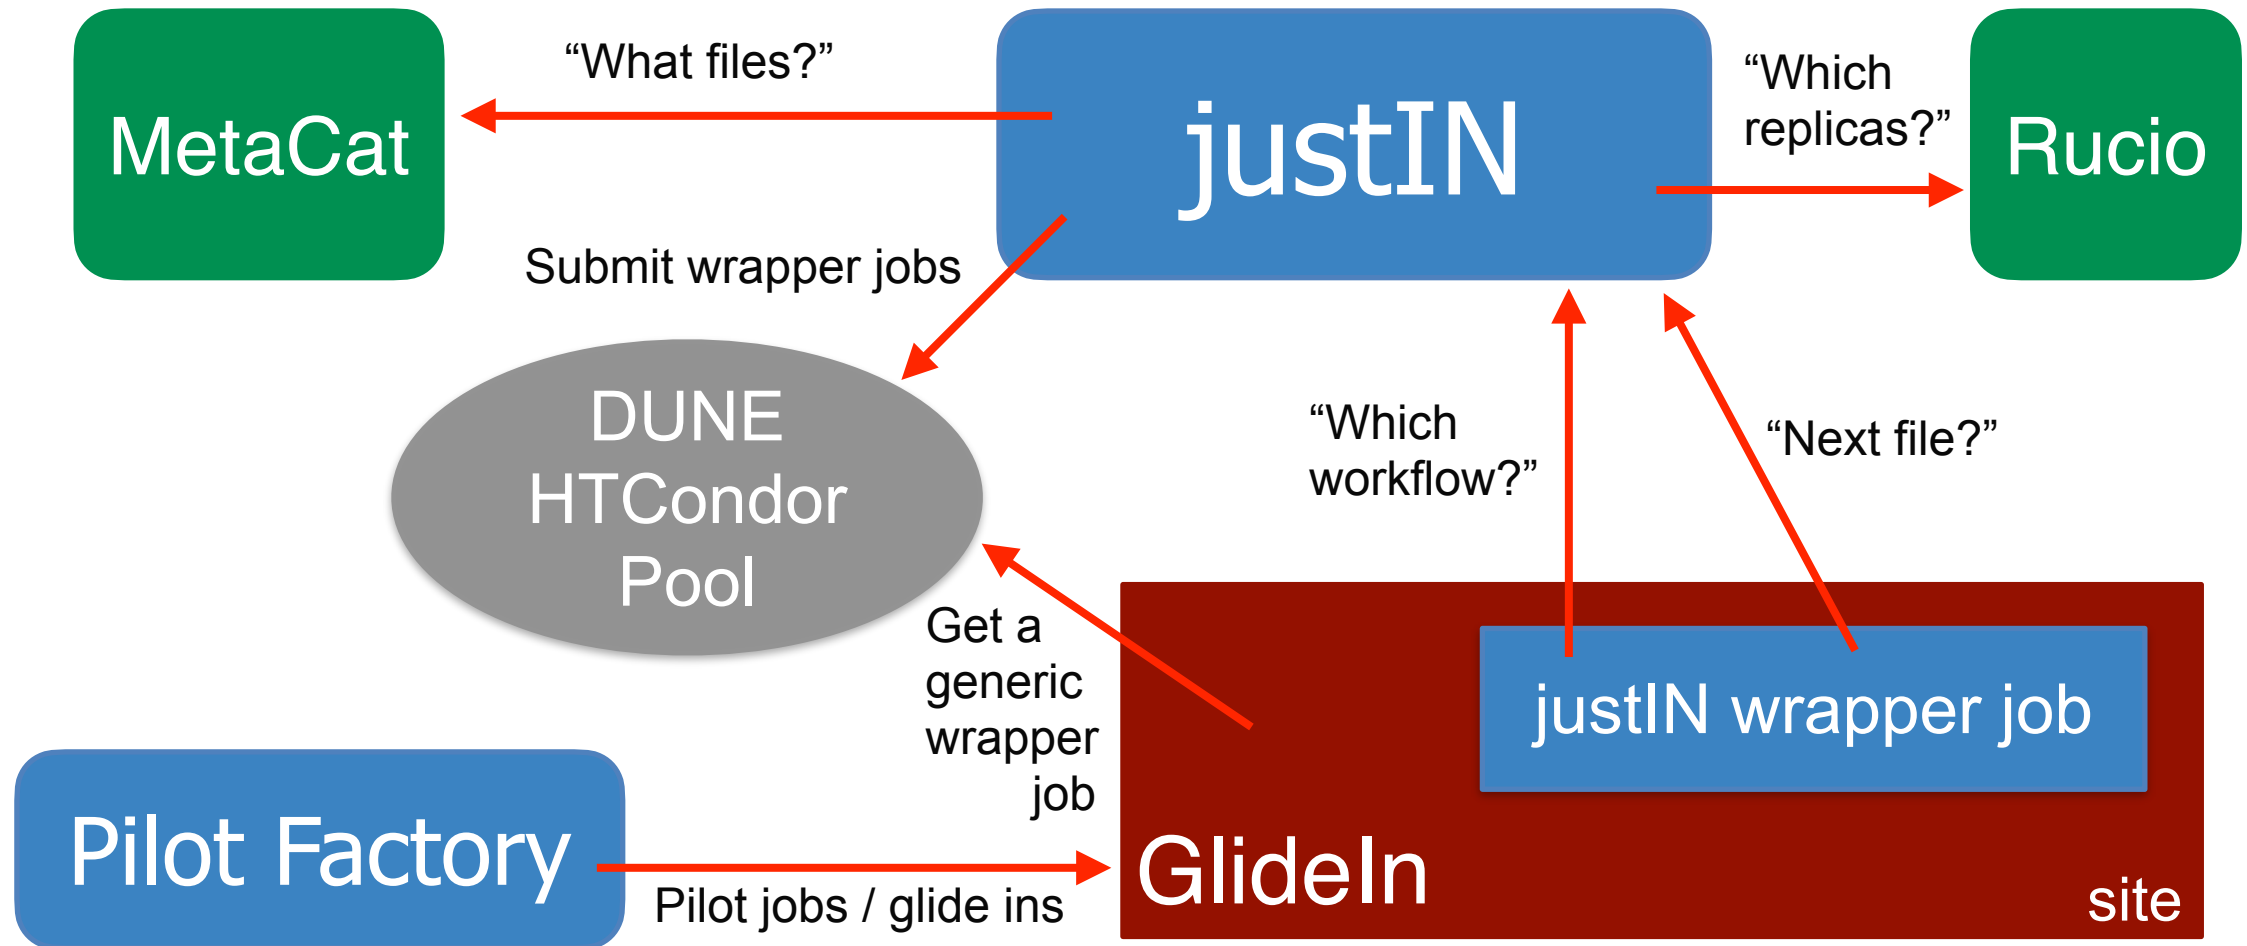 MetaCat
“What files?”
justIN
“Which
replicas?”
Rucio
Submit wrapper jobs
DUNE
HTCondor
Pool
“Which
workflow?”
“Next file?”
Get a
generic
wrapper
job
justIN wrapper job
Pilot Factory
Pilot jobs / glide ins
GlideIn
site